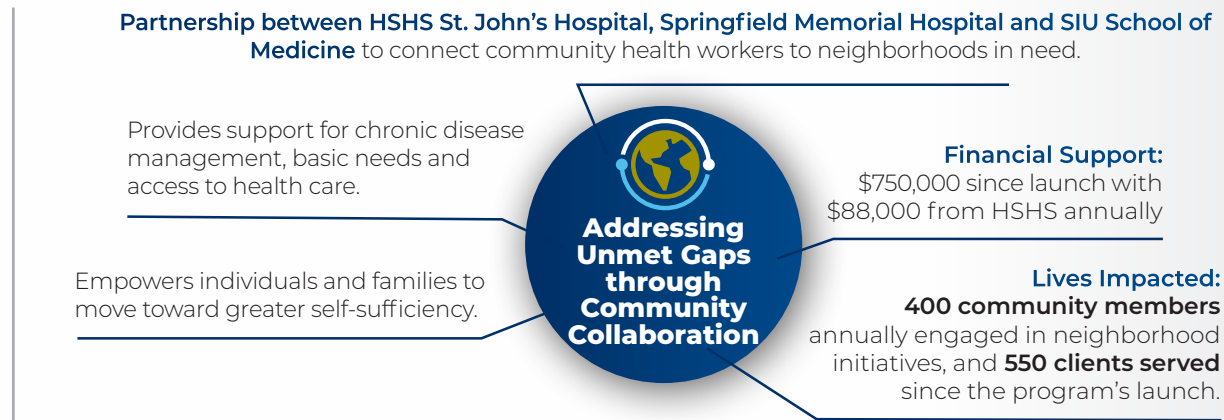 Partnership between HSHS St. John’s Hospital, Springfield Memorial Hospital and SIU School of
Medicine to connect community health workers to neighborhoods in need.
Provides support for chronic disease
management, basic needs and
access to health care.
Empowers individuals and families to
move toward greater self-sufficiency.
Addressing
Unmet Gaps
through
Community
Collaboration
Financial Support:
$750,000 since launch with
$88,000 from HSHS annually
Lives Impacted:
400 community members
annually engaged in neighborhood
initiatives, and 550 clients served
since the program’s launch.